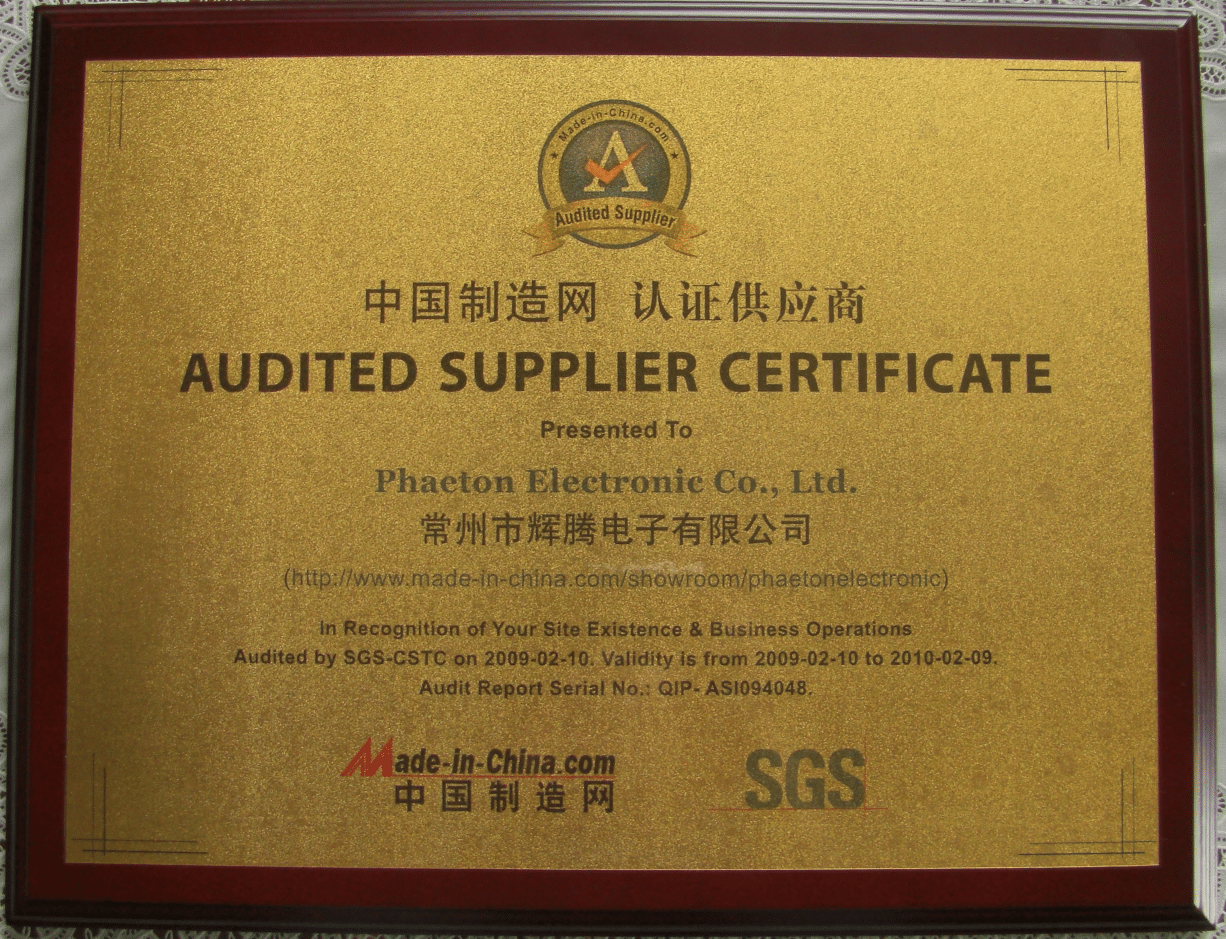 Made-in-China.com
A
Audited Supplier
中国制造网 认证供应商
AUDITED SUPPLIER CERTIFICATE
Presented To
Phaeton Electronic Co., Ltd.
常州市辉腾电子有限公司
(http://www.made-in-china.com/showroom/phaetonelectronic)
In Recognition of Your Site Existence & Business Operations
Audited by SGS-CSTC on 2009-02-10. Validity is from 2009-02-10 to 2010-02-09.
Audit Report Serial No.: QIP- ASI094048.
Made-in-China.com
中国制造网
SGS